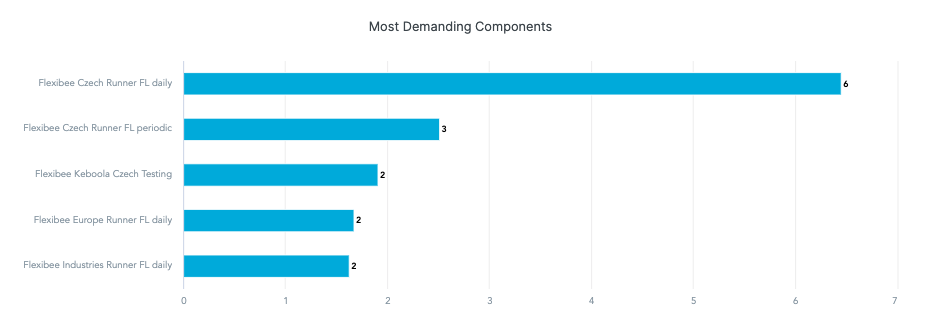 Most Demanding Components
Flexibee Czech Runner FL daily
6
Flexibee Czech Runner FL periodic
3
Flexibee Keboola Czech Testing
2
Flexibee Europe Runner FL daily
2
Flexibee Industries Runner FL daily
2
0 1 2 3 4 5 6 7